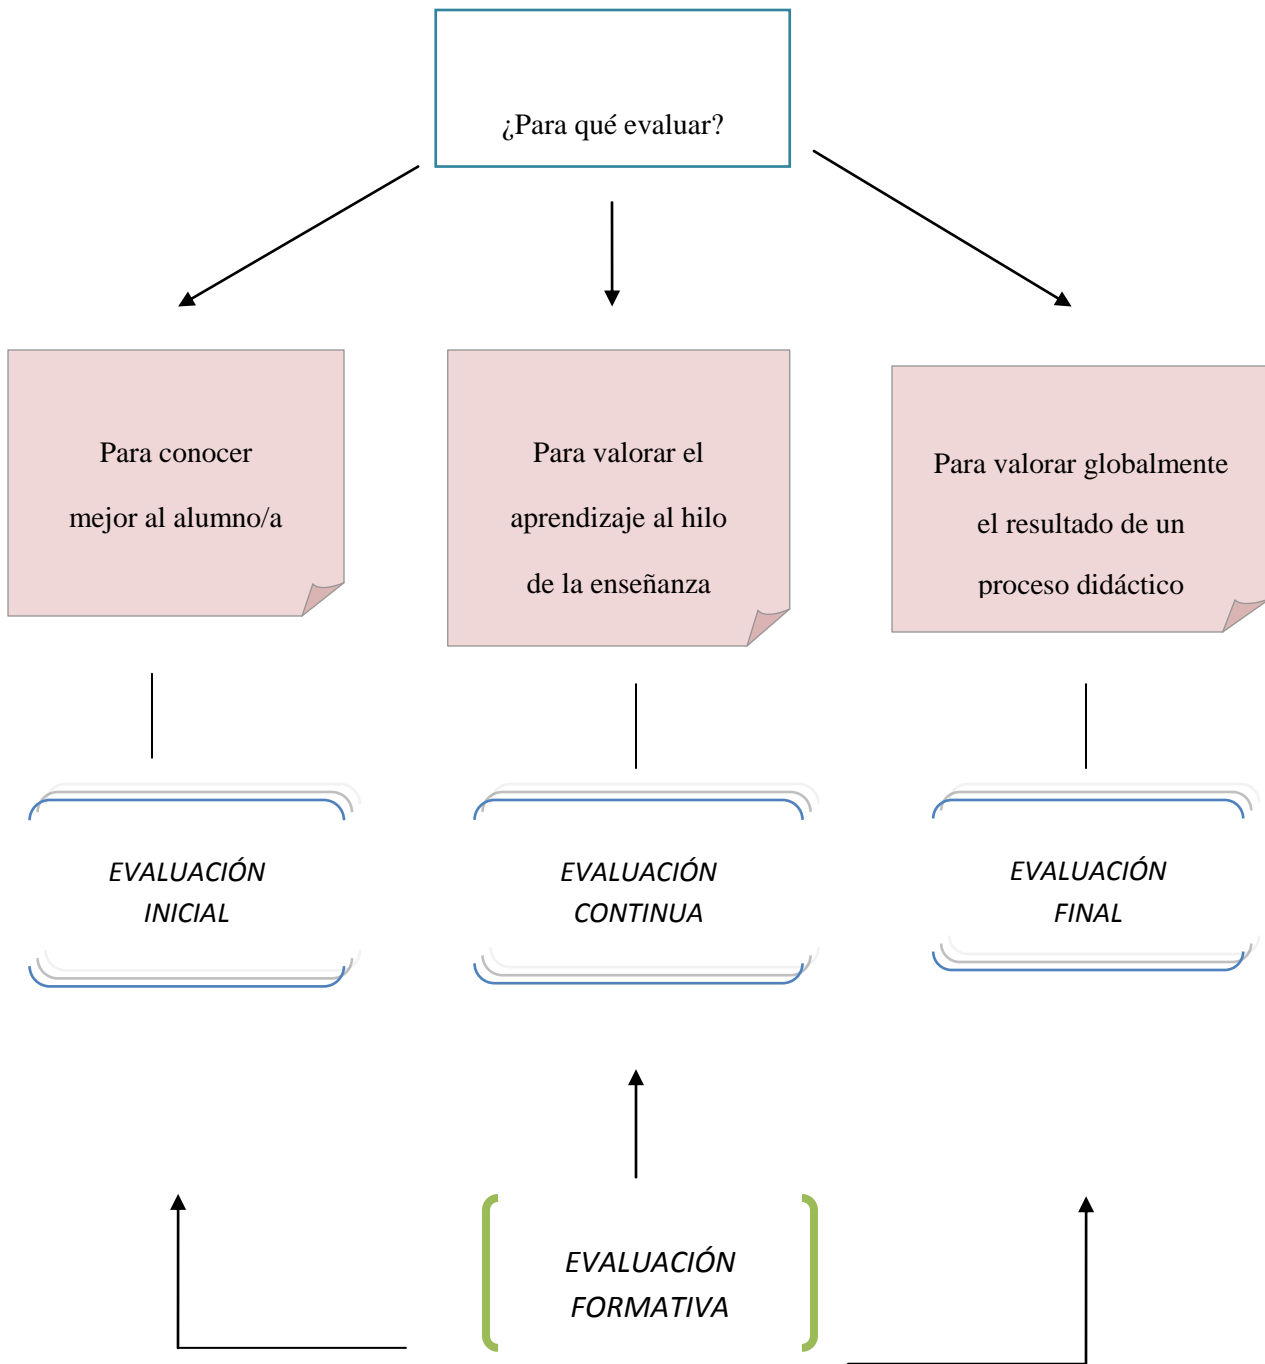 ¿Para qué evaluar?
Para conocer
mejor al alumno/a
Para valorar el
aprendizaje al hilo
de la enseñanza
Para valorar globalmente
el resultado de un
proceso didáctico
EVALUACIÓN
INICIAL
EVALUACIÓN
CONTINUA
EVALUACIÓN
FINAL
EVALUACIÓN
FORMATIVA